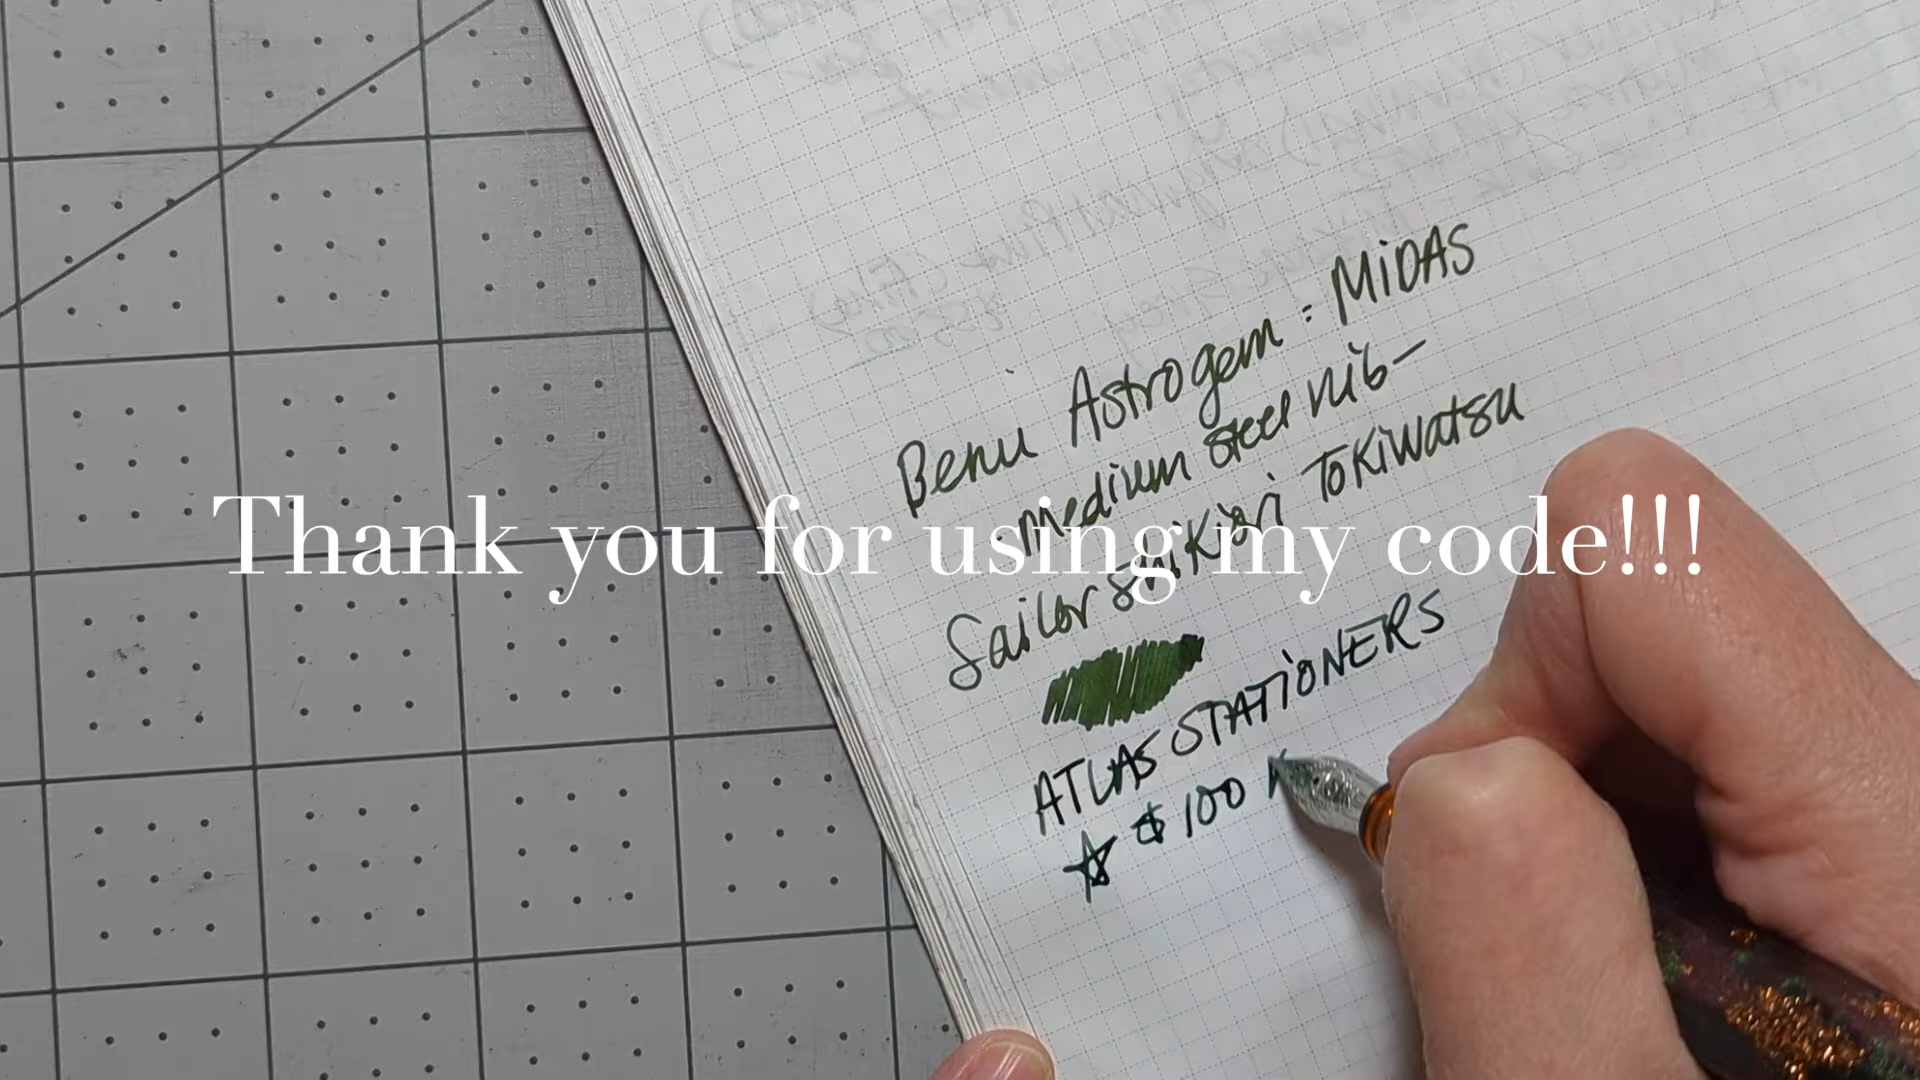 Benu Astrogem : MiDAS
Medium steel nib –
Thank you for using my code!!!
Sailor shikiori Tokiwatsu
ATLAS STATiONERS
☆ $100